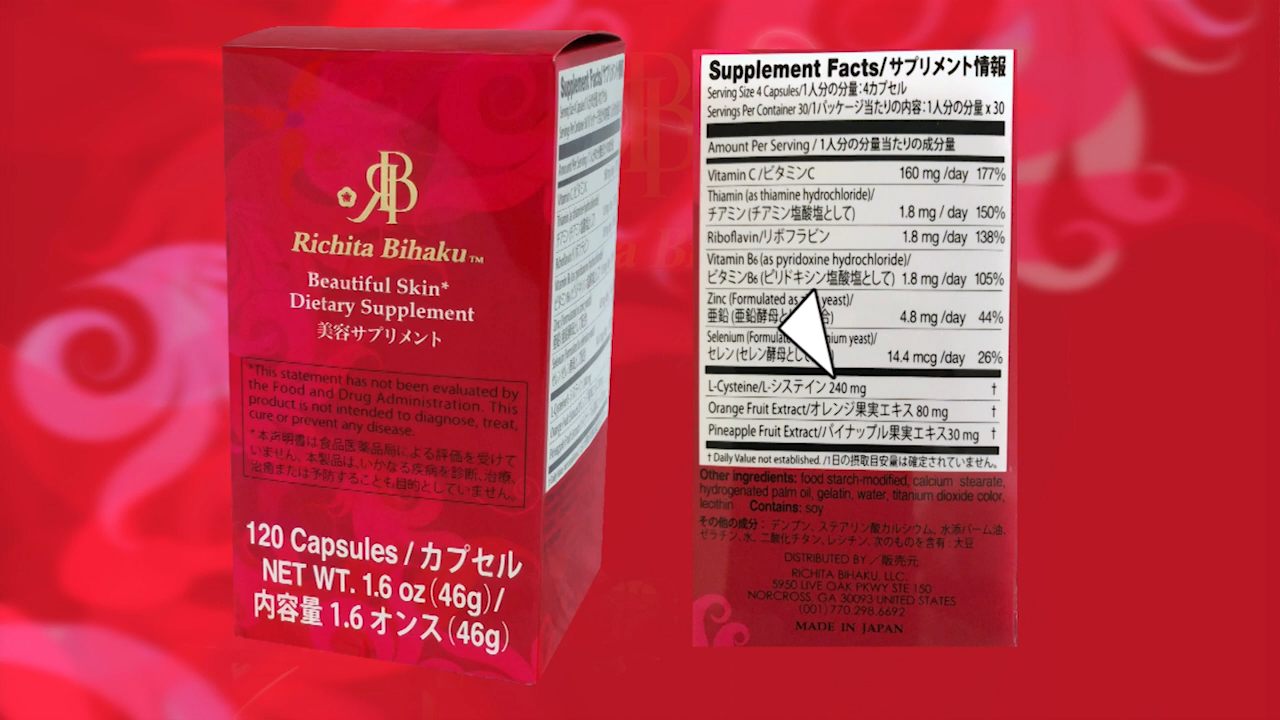 RB
Richita Bihaku™
Beautiful Skin*
Dietary Supplement
美容サプリメント
*This statement has not been evaluated by
the Food and Drug Administration. This
product is not intended to diagnose, treat,
cure or prevent any disease.
*本声明書は食品医薬品局による評価を受けて
いません。本製品は、いかなる疾病を診断、治療、
治癒または予防することも目的としていません。
120 Capsules / カプセル
NET WT. 1.6 oz (46g) /
内容量 1.6 オンス (46g)
Supplement Facts/サプリメント情報
Serving Size 4 Capsules/1人分の分量:4カプセル
Servings Per Container 30/1パッケージ当たりの内容:1人分の分量 x 30
Amount Per Serving / 1人分の分量当たりの成分量
Vitamin C /ビタミンC 160 mg /day 177%
Thiamin (as thiamine hydrochloride)/
チアミン (チアミン塩酸塩として) 1.8 mg / day 150%
Riboflavin/リボフラビン 1.8 mg /day 138%
Vitamin B6 (as pyridoxine hydrochloride)/
ビタミンB6 (ピリドキシン塩酸塩として) 1.8 mg /day 105%
Zinc (Formulated as yeast)/
亜鉛 (亜鉛酵母と 合) 4.8 mg /day 44%
Selenium (Formulat nium yeast)/
セレン (セレン酵母とし 合) 14.4 mcg /day 26%
L-Cysteine/L-システイン 240 mg †
Orange Fruit Extract/オレンジ果実エキス 80 mg †
Pineapple Fruit Extract/パイナップル果実エキス30 mg †
† Daily Value not established. /1日の摂取目安量は確定されていません。
Other ingredients: food starch-modified, calcium stearate,
hydrogenated palm oil, gelatin, water, titanium dioxide color,
lecithin Contains: soy
その他の成分: デンプン、ステアリン酸カルシウム、水添パーム油、
ゼラチン、水、二酸化チタン、レシチン、次のものを含有:大豆
DISTRIBUTED BY / 販売元
RICHITA BIHAKU, LLC.
5950 LIVE OAK PKWY STE 150
NORCROSS, GA 30093 UNITED STATES
(001) 770.298.6692
MADE IN JAPAN